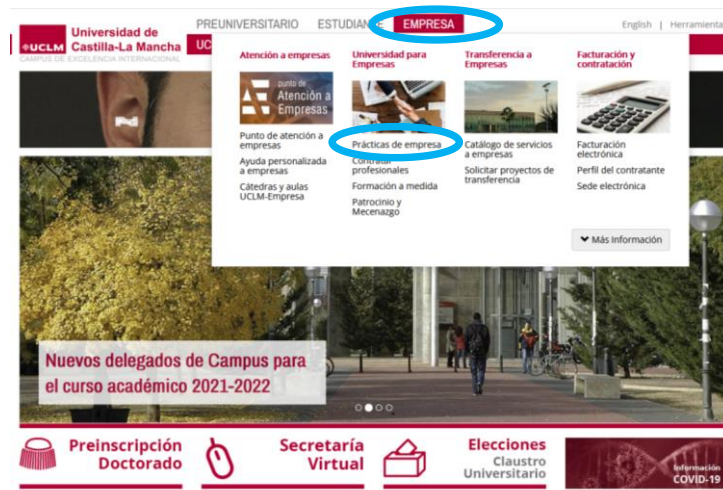 PREUNIVERSITARIO ESTUDIANTE EMPRESA English | Herramienta
Universidad de
Castilla-La Mancha
UCLM
CAMPUS DE EXCELENCIA INTERNACIONAL
UC
Atención a empresas
punto de
Atención a
Empresas
Punto de atención a
empresas
Ayuda personalizada
a empresas
Cátedras y aulas
UCLM-Empresa
Universidad para
Empresas
Prácticas de empresa
Contratar
profesionales
Formación a medida
Patrocinio y
Mecenazgo
Transferencia a
Empresas
Catálogo de servicios
a empresas
Solicitar proyectos de
transferencia
Facturación y
contratación
Facturación
electrónica
Perfil del contratante
Sede electrónica
Más información
Nuevos delegados de Campus para
el curso académico 2021-2022
Preinscripción
Doctorado
Secretaría
Virtual
Elecciones
Claustro
Universitario
Información
COVID-19